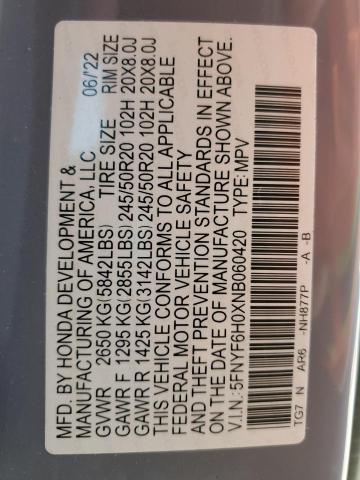 MFD. BY HONDA DEVELOPMENT &
MANUFACTURING OF AMERICA, LLC 06/22
GVWR 2650 KG(5842LBS) TIRE SIZE RIM SIZE
GAWR F 1295 KG(2855LBS) 245/50R20 102H 20X8.0J
GAWR R 1425 KG(3142LBS) 245/50R20 102H 20X8.0J
THIS VEHICLE CONFORMS TO ALL APPLICABLE
FEDERAL MOTOR VEHICLE SAFETY
AND THEFT PREVENTION STANDARDS IN EFFECT
ON THE DATE OF MANUFACTURE SHOWN ABOVE.
V.I.N.:5FNYF6H0XNB060420 TYPE:MPV
TG7 N AR6 -NH877P -A -B